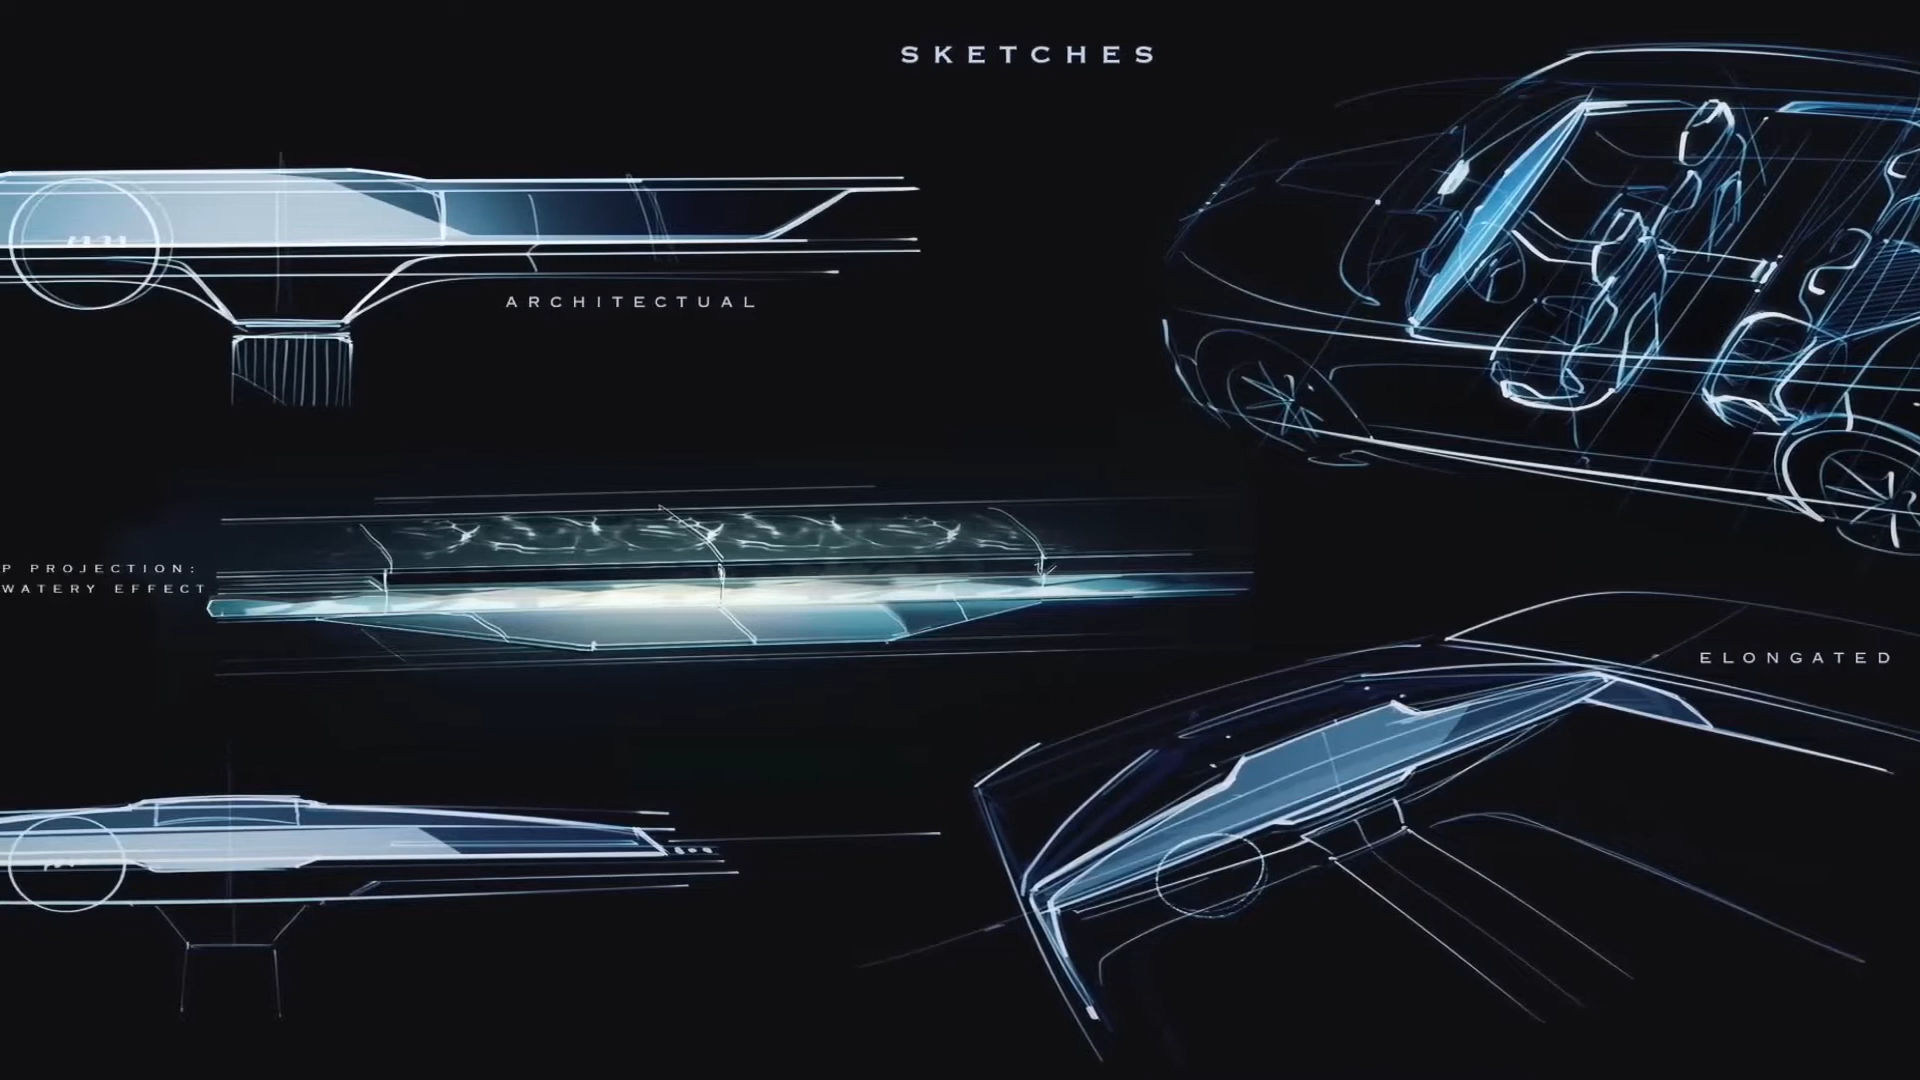 SKETCHES
ARCHITECTUAL
P PROJECTION:
WATERY EFFECT
ELONGATED